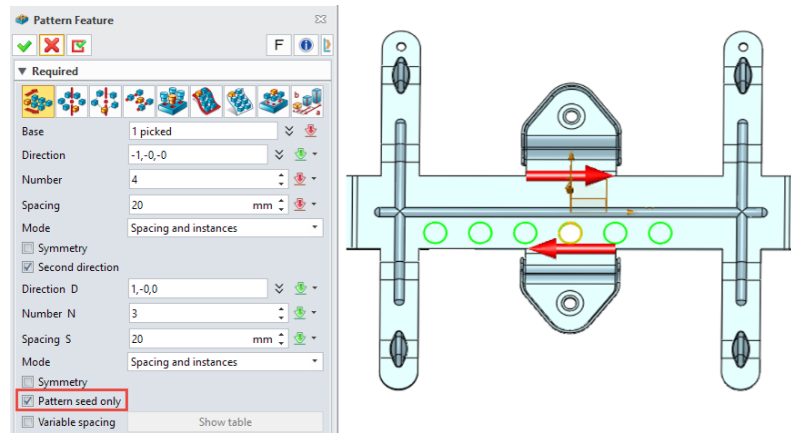 Pattern Feature
F
Required
b
a
Base 1 picked
Direction -1,-0,-0
Number 4
Spacing 20 mm
Mode Spacing and instances
Symmetry
Second direction
Direction D 1,-0,0
Number N 3
Spacing S 20 mm
Mode Spacing and instances
Symmetry
Pattern seed only
Variable spacing Show table